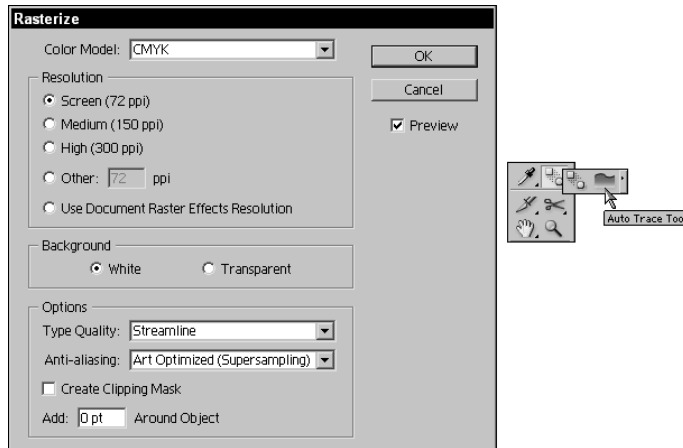 Rasterize
Color Model: CMYK
OK
Cancel
Preview
Resolution
Screen (72 ppi)
Medium (150 ppi)
High (300 ppi)
Other: 72 ppi
Use Document Raster Effects Resolution
Background
White Transparent
Options
Type Quality: Streamline
Anti-aliasing: Art Optimized (Supersampling)
Create Clipping Mask
Add: 0 pt Around Object
Auto Trace Too